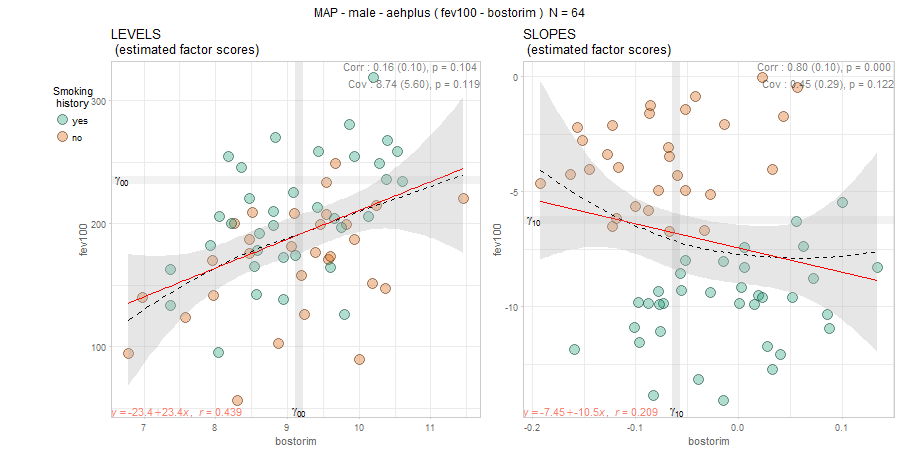 MAP - male - aehplus ( fev100 - bostorim ) N = 64
LEVELS
(estimated factor scores)
SLOPES
(estimated factor scores)
Smoking
history
yes
no
Corr : 0.16 (0.10), p = 0.104
Cov : 8.74 (5.60), p = 0.119
Corr : 0.80 (0.10), p = 0.000
Cov : 0.45 (0.29), p = 0.122
fev100
300
200
100
γ00
γ00
y = -23.4+23.4x, r = 0.439
7
8
9
10
11
bostorim
fev100
0
-5
-10
γ10
γ10
y = -7.45+-10.5x, r = 0.209
-0.2
-0.1
0.0
0.1
bostorim